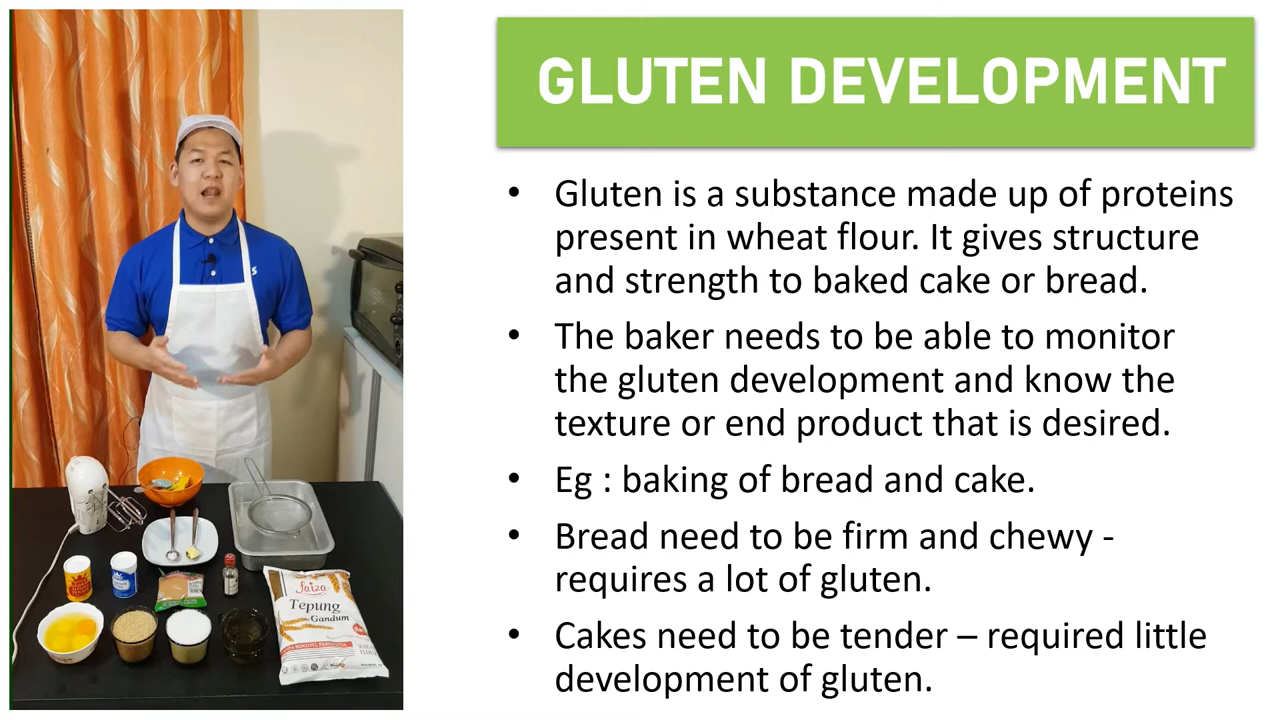 GLUTEN DEVELOPMENT
• Gluten is a substance made up of proteins
present in wheat flour. It gives structure
and strength to baked cake or bread.
• The baker needs to be able to monitor
the gluten development and know the
texture or end product that is desired.
• Eg : baking of bread and cake.
• Bread need to be firm and chewy -
requires a lot of gluten.
• Cakes need to be tender – required little
development of gluten.
faiza
Tepung
Gandum